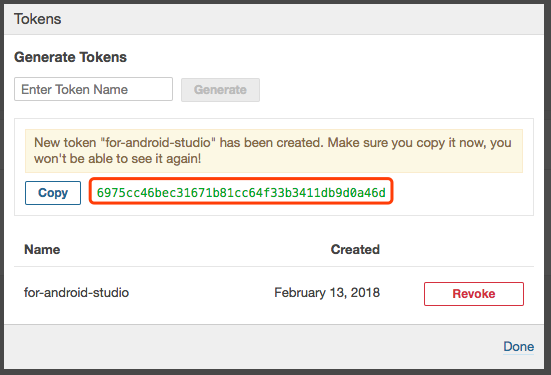 Tokens
Generate Tokens
Enter Token Name
Generate
New token "for-android-studio" has been created. Make sure you copy it now, you
won't be able to see it again!
Copy 6975cc46bec31671b81cc64f33b3411db9d0a46d
Name Created
for-android-studio February 13, 2018 Revoke
Done